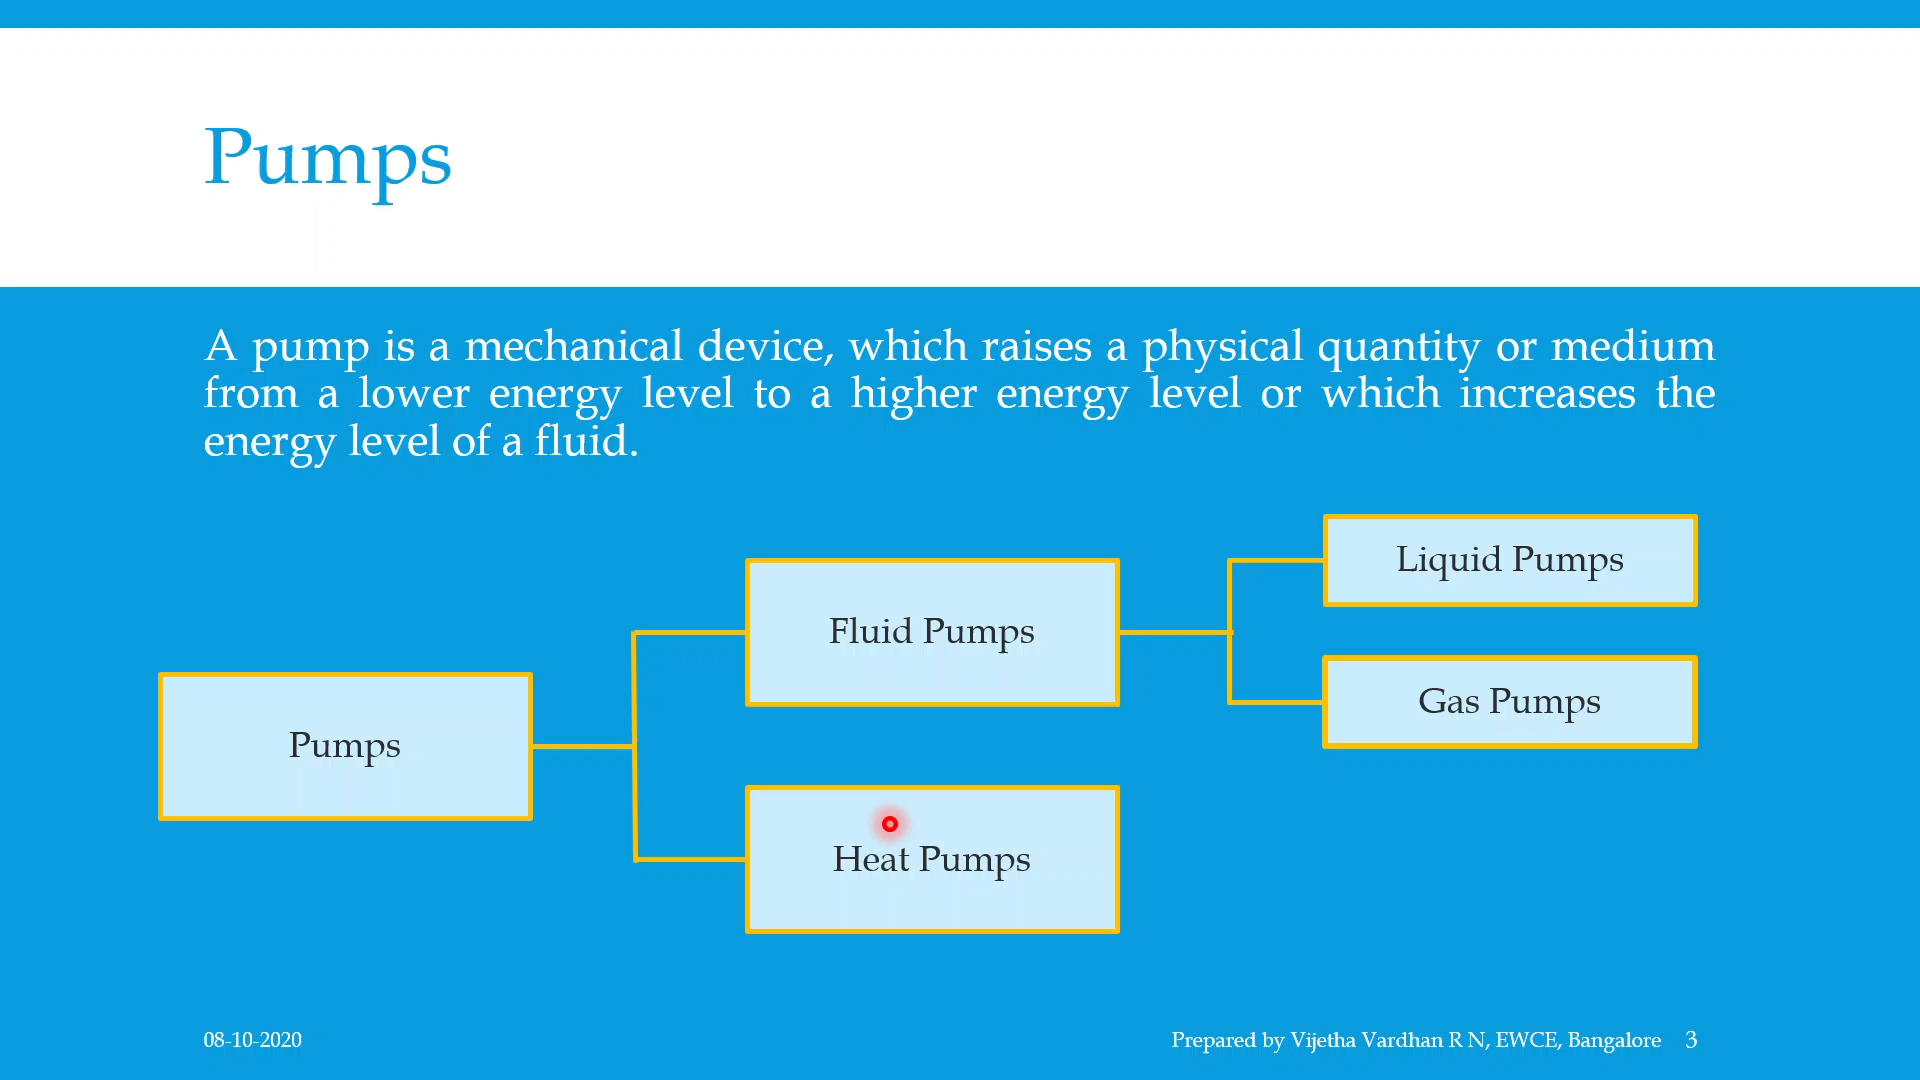 Pumps
A pump is a mechanical device, which raises a physical quantity or medium
from a lower energy level to a higher energy level or which increases the
energy level of a fluid.
Liquid Pumps
Fluid Pumps
Gas Pumps
Pumps
Heat Pumps
08-10-2020
Prepared by Vijetha Vardhan R N, EWCE, Bangalore 3